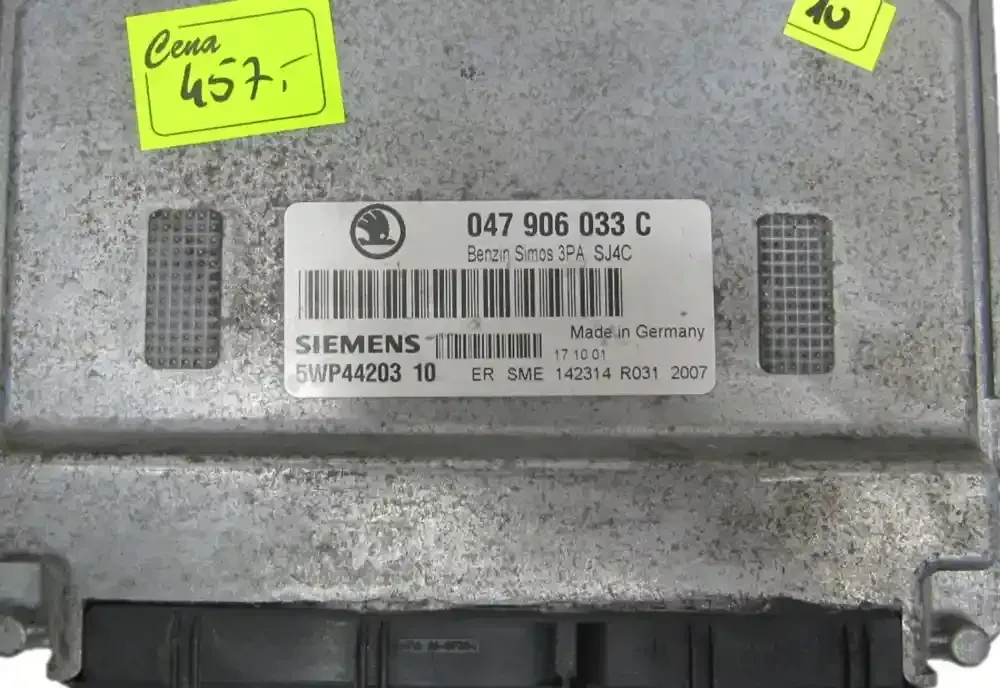 Cena
457,-
10
047 906 033 C
Benzin Simos 3PA SJ4C
SIEMENS
Made in Germany
17 10 01
5WP44203 10
ER SME 142314 R031 2007